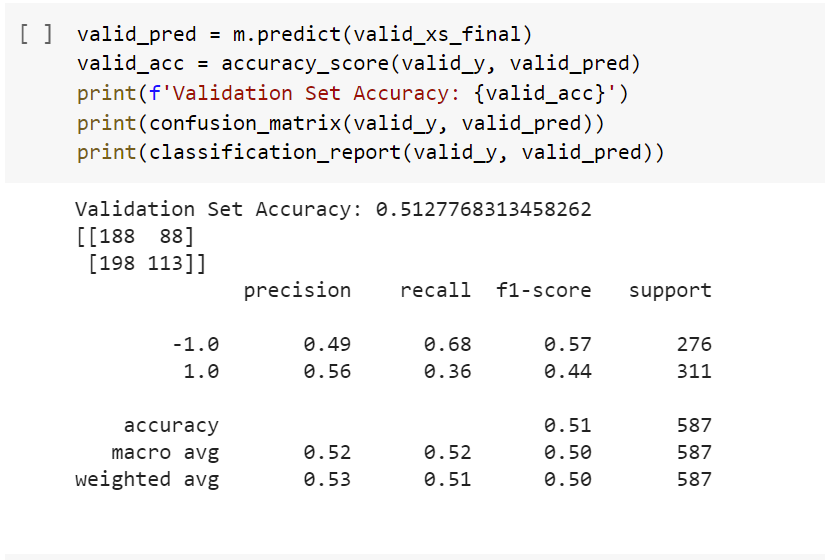 [ ] valid_pred = m.predict(valid_xs_final)
valid_acc = accuracy_score(valid_y, valid_pred)
print(f'Validation Set Accuracy: {valid_acc}')
print(confusion_matrix(valid_y, valid_pred))
print(classification_report(valid_y, valid_pred))
Validation Set Accuracy: 0.5127768313458262
[[188  88]
 [198 113]]
              precision    recall  f1-score   support
        -1.0       0.49      0.68      0.57       276
         1.0       0.56      0.36      0.44       311
    accuracy                           0.51       587
   macro avg       0.52      0.52      0.50       587
weighted avg       0.53      0.51      0.50       587